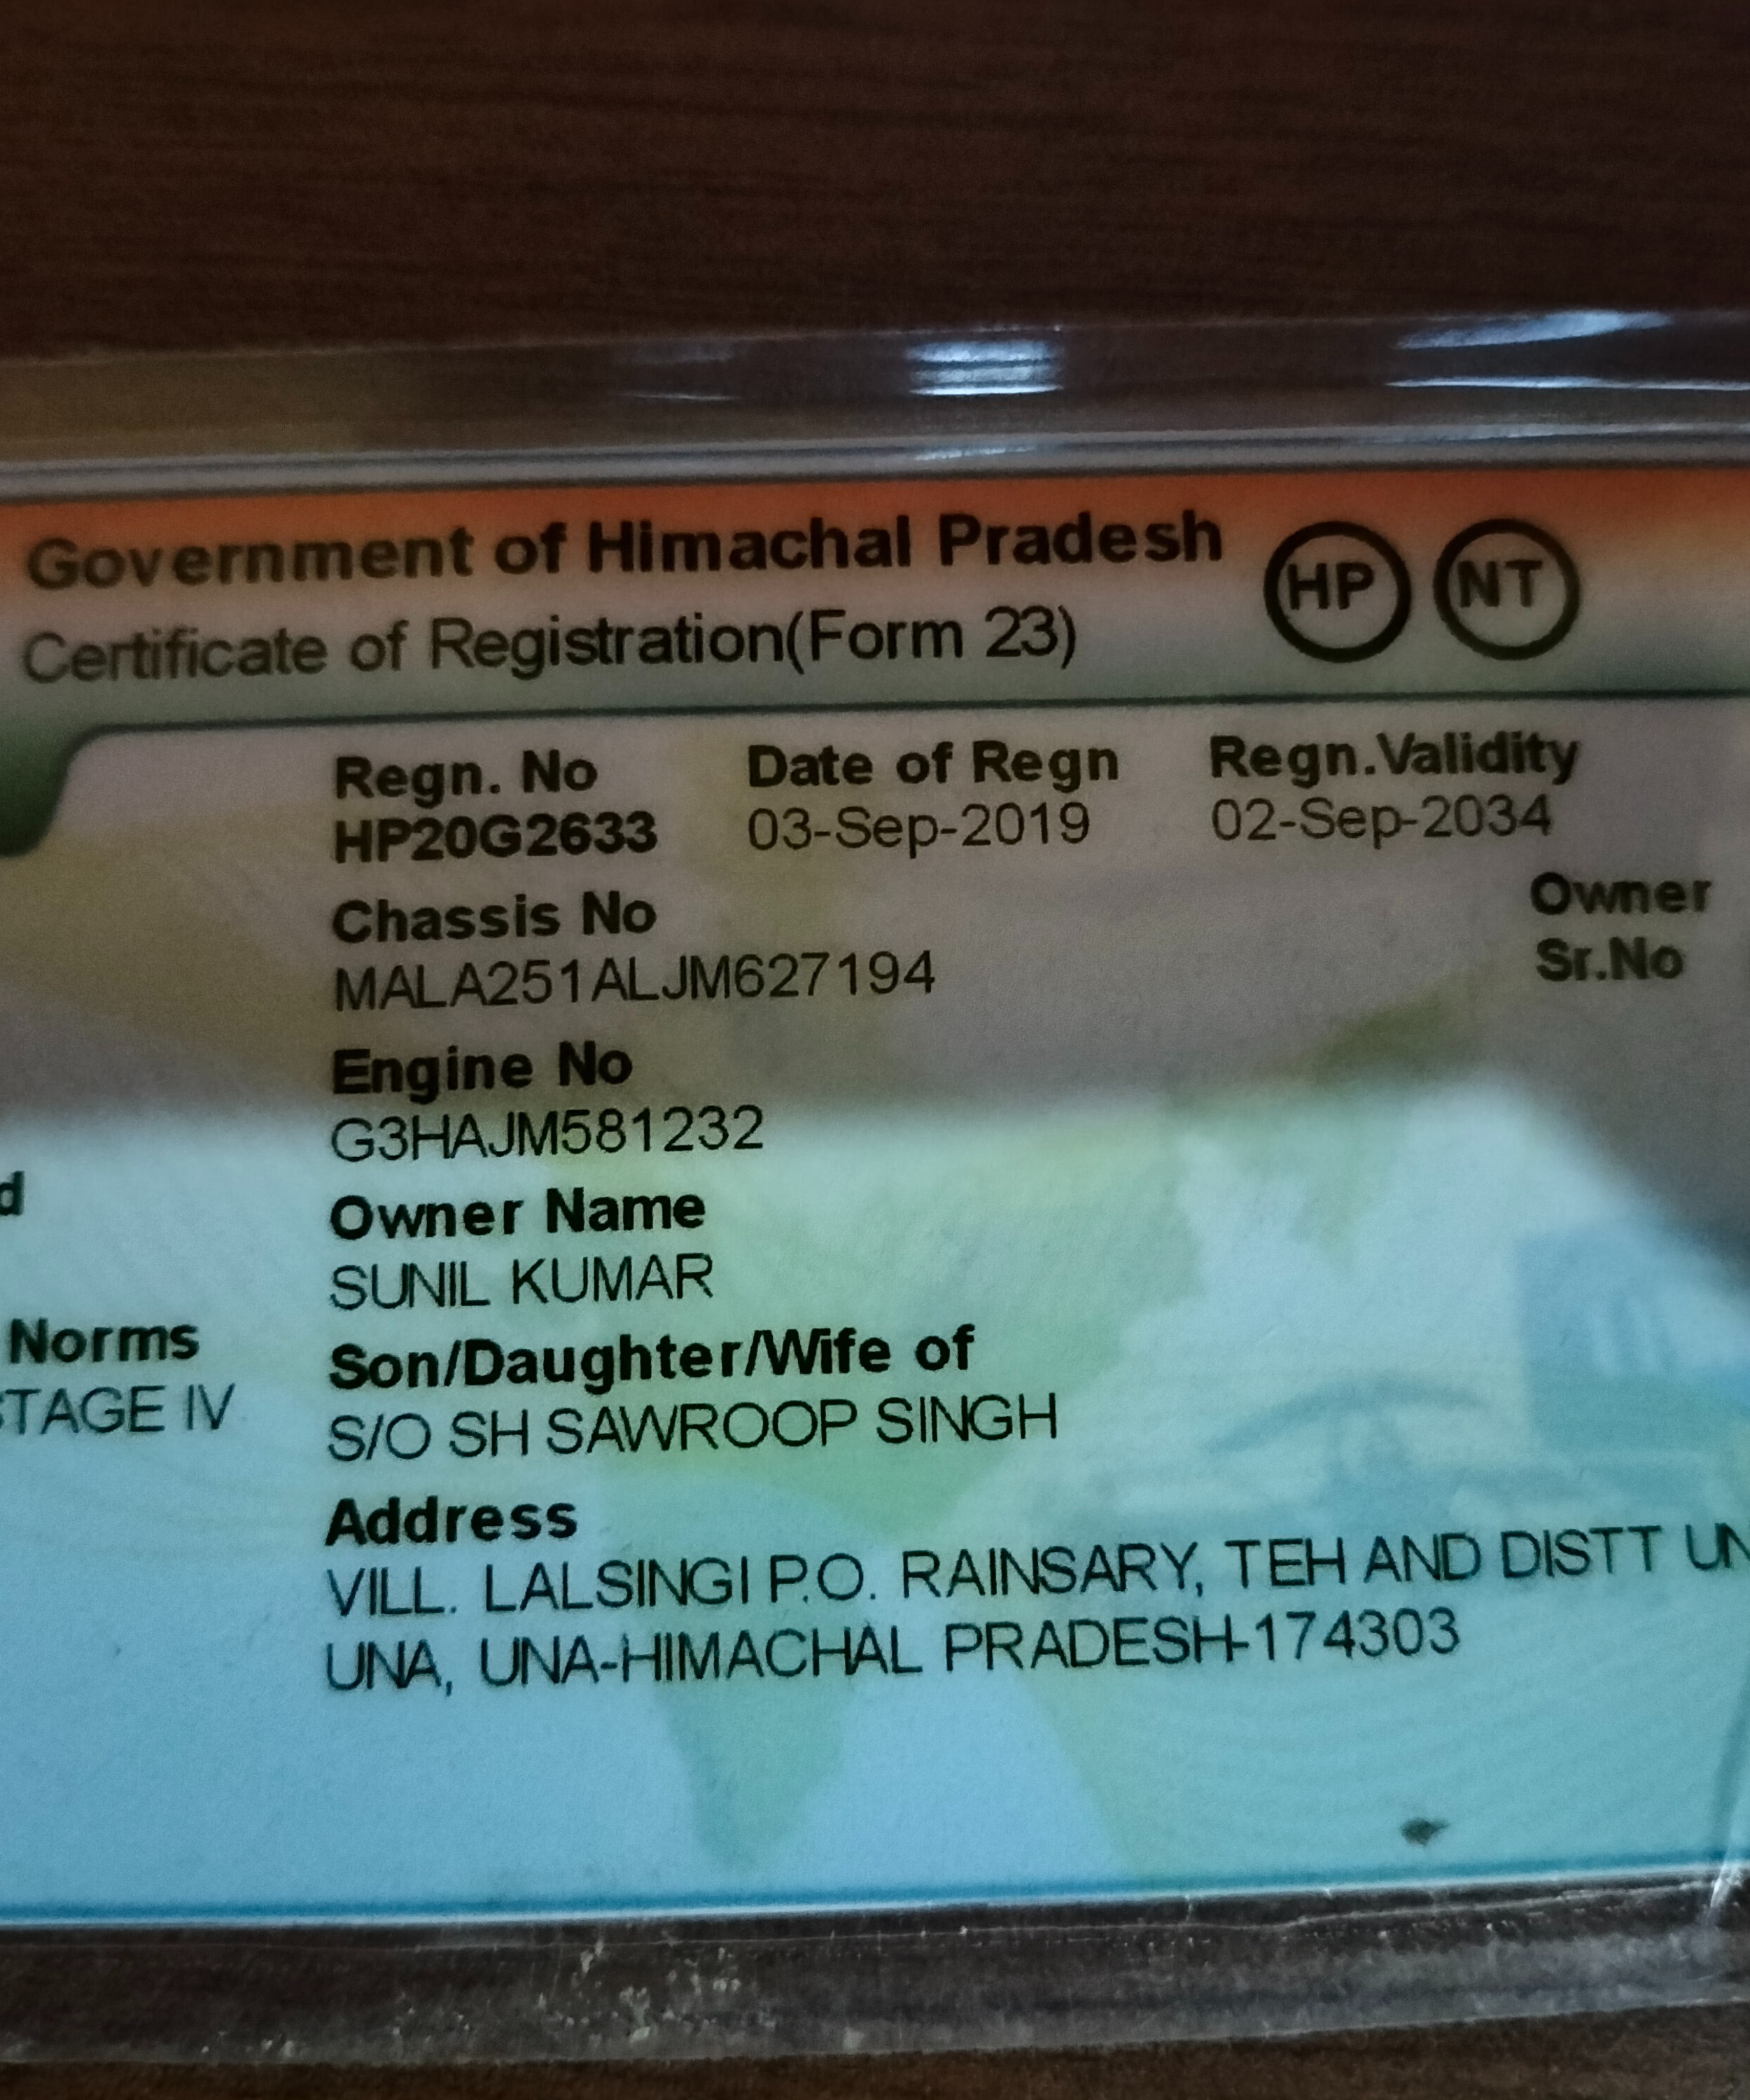 Government of Himachal Pradesh HP NT
Certificate of Registration(Form 23)
Regn. No Date of Regn Regn.Validity
HP20G2633 03-Sep-2019 02-Sep-2034
Chassis No Owner
MALA251ALJM627194 Sr.No
Engine No
G3HAJM581232
Owner Name
SUNIL KUMAR
Norms Son/Daughter/Wife of
STAGE IV S/O SH SAWROOP SINGH
Address
VILL. LALSINGI P.O. RAINSARY, TEH AND DISTT UN
UNA, UNA-HIMACHAL PRADESH-174303